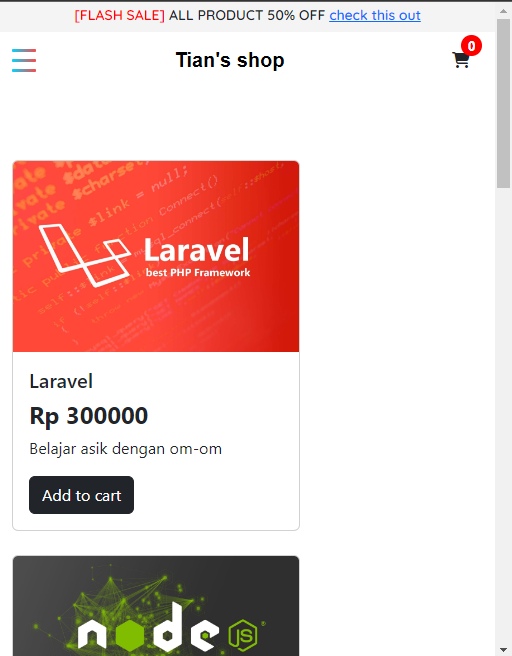 [FLASH SALE] ALL PRODUCT 50% OFF check this out
Tian's shop
0
Laravel
best PHP Framework
Laravel
Rp 300000
Belajar asik dengan om-om
Add to cart
node
JS